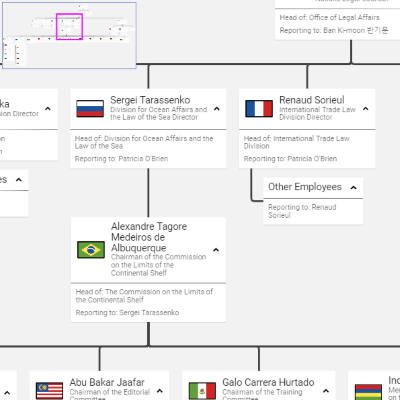 Head of: Office of Legal Affairs
Reporting to: Ban Ki-moon 반기문
ka
ion Director
Sergei Tarassenko
Division for Ocean Affairs and
the Law of the Sea Director
Head of: Division for Ocean Affairs and the
Law of the Sea
Reporting to: Patricia O'Brien
Renaud Sorieul
International Trade Law
Division Director
Head of: International Trade Law
Division
Reporting to: Patricia O'Brien
es
Other Employees
Reporting to: Renaud
Sorieul
Alexandre Tagore
Medeiros de
Albuquerque
Chairman of the Commission
on the Limits of the
Continental Shelf
Head of: The Commission on the Limits of
the Continental Shelf
Reporting to: Sergei Tarassenko
Abu Bakar Jaafar
Chairman of the Editorial
Committee
Galo Carrera Hurtado
Chairman of the Training
Committee